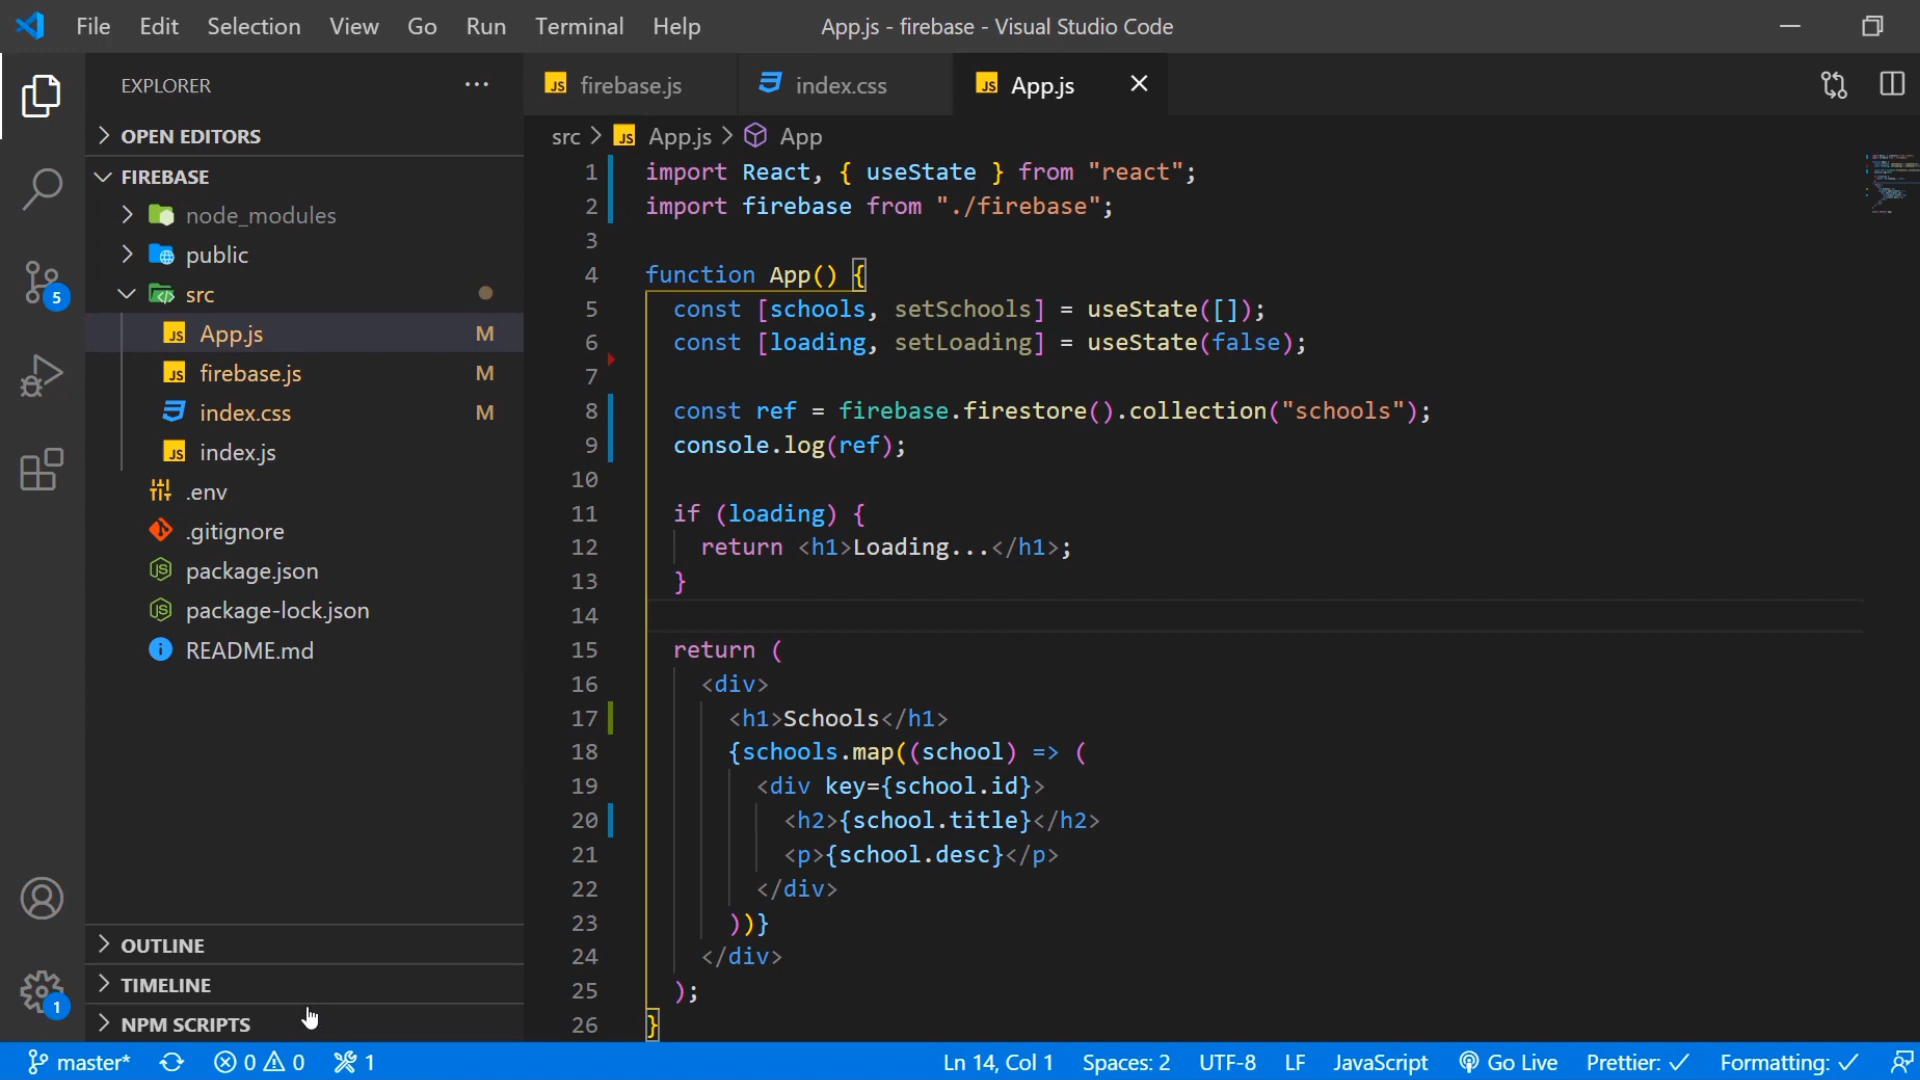 File Edit Selection View Go Run Terminal Help App.js - firebase - Visual Studio Code
EXPLORER
OPEN EDITORS
FIREBASE
node_modules
public
src
App.js M
firebase.js M
index.css M
index.js
.env
.gitignore
package.json
package-lock.json
README.md
OUTLINE
TIMELINE
NPM SCRIPTS
5
1
firebase.js index.css App.js
src > App.js > App
1 import React, { useState } from "react";
2 import firebase from "./firebase";
3
4 function App() {
5 const [schools, setSchools] = useState([]);
6 const [loading, setLoading] = useState(false);
7
8 const ref = firebase.firestore().collection("schools");
9 console.log(ref);
10
11 if (loading) {
12 return <h1>Loading...</h1>;
13 }
14
15 return (
16 <div>
17 <h1>Schools</h1>
18 {schools.map((school) => (
19 <div key={school.id}>
20 <h2>{school.title}</h2>
21 <p>{school.desc}</p>
22 </div>
23 ))}
24 </div>
25 );
26 }
master* 0 0 1 Ln 14, Col 1 Spaces: 2 UTF-8 LF JavaScript Go Live Prettier: ✓ Formatting: ✓